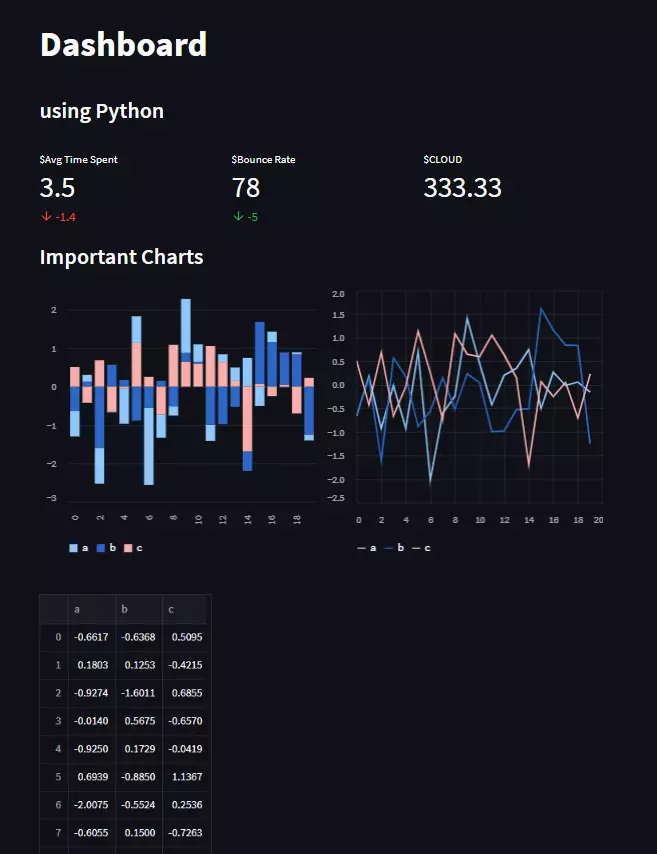 Dashboard
using Python
$Avg Time Spent $Bounce Rate $CLOUD
3.5 78 333.33
-1.4 -5
Important Charts
2
1
0
−1
−2
−3
0 2 4 6 8 10 12 14 16 18
a b c
2.0
1.5
1.0
0.5
0.0
−0.5
−1.0
−1.5
−2.0
−2.5
0 2 4 6 8 10 12 14 16 18 20
a b c
a b c
0 -0.6617 -0.6368 0.5095
1 0.1803 0.1253 -0.4215
2 -0.9274 -1.6011 0.6855
3 -0.0140 0.5675 -0.6570
4 -0.9250 0.1729 -0.0419
5 0.6939 -0.8850 1.1367
6 -2.0075 -0.5524 0.2536
7 -0.6055 0.1500 -0.7263